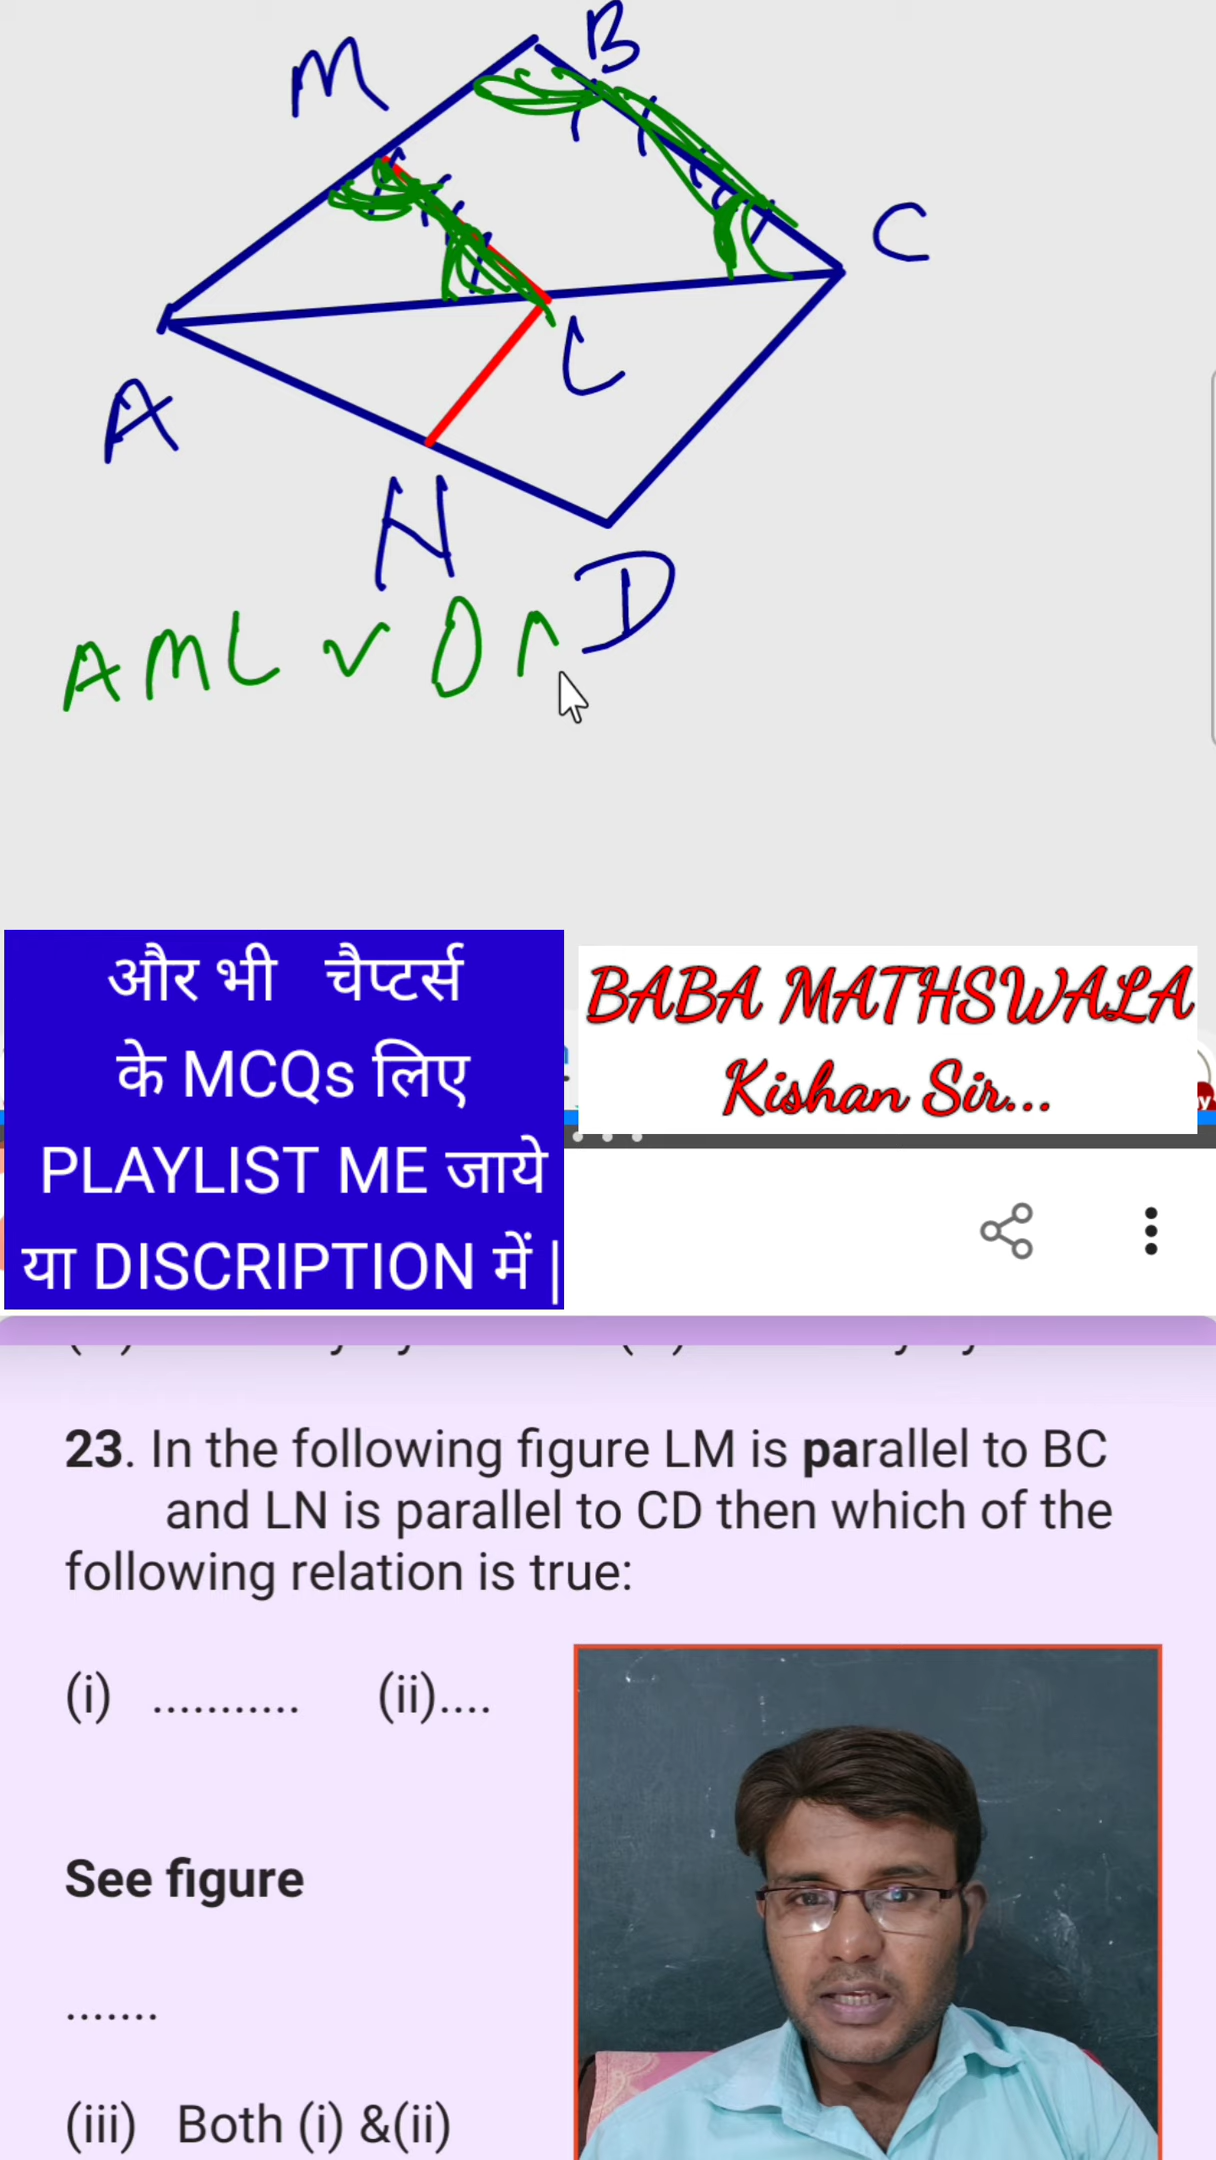 B
M
C
A
L
N
D
AML
और भी चैप्टर्स
के MCQs लिए
PLAYLIST ME जाये
या DISCRIPTION में |
BABA MATHSWALA
Kishan Sir...
23. In the following figure LM is parallel to BC
and LN is parallel to CD then which of the
following relation is true:
(i) ........... (ii)....
See figure
.......
(iii) Both (i) &(ii)